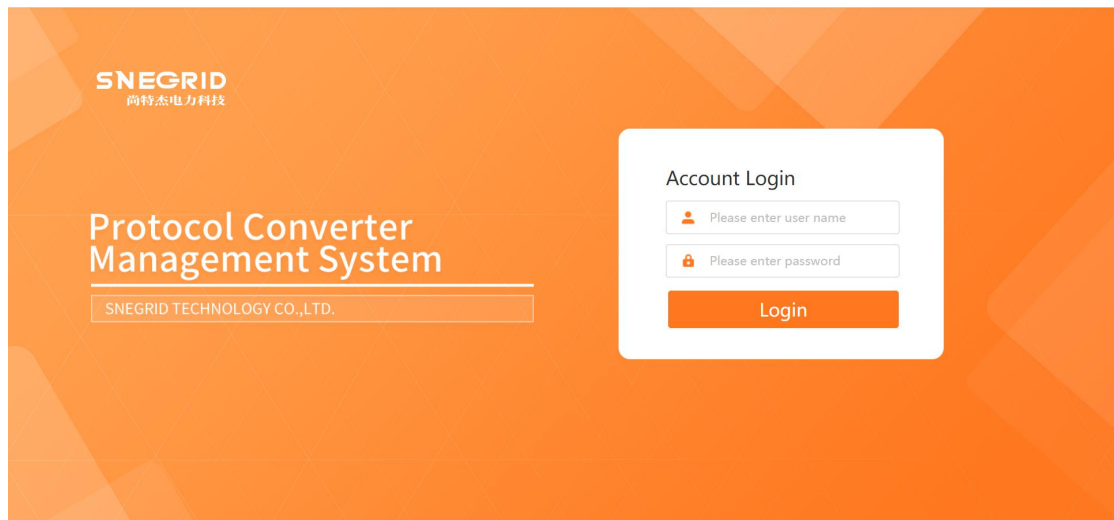 SNEGRID
尚特杰电力科技
Protocol Converter
Management System
SNEGRID TECHNOLOGY CO.,LTD.
Account Login
Please enter user name
Please enter password
Login